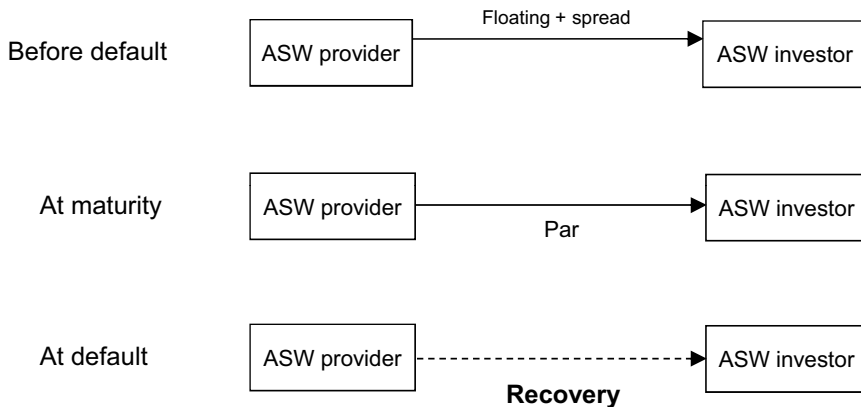 Floating + spread
Before default
ASW provider
ASW investor
At maturity
ASW provider
ASW investor
Par
At default
ASW provider
ASW investor
Recovery